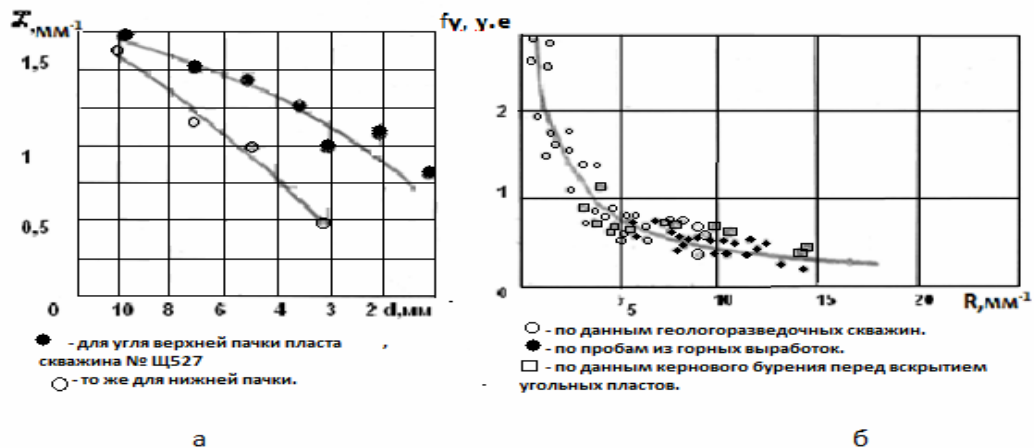 Σ,мм⁻¹
fу, у.е
1,5
1
0,5
0 10 8 6 4 3 2 d,мм
2
1
0
5 10 15 20 R,мм⁻¹
● - для угля верхней пачки пласта ,
скважина № Щ527
○ - то же для нижней пачки.
○ - по данным геологоразведочных скважин.
● - по пробам из горных выработок.
□ - по данным кернового бурения перед вскрытием
угольных пластов.
а
б